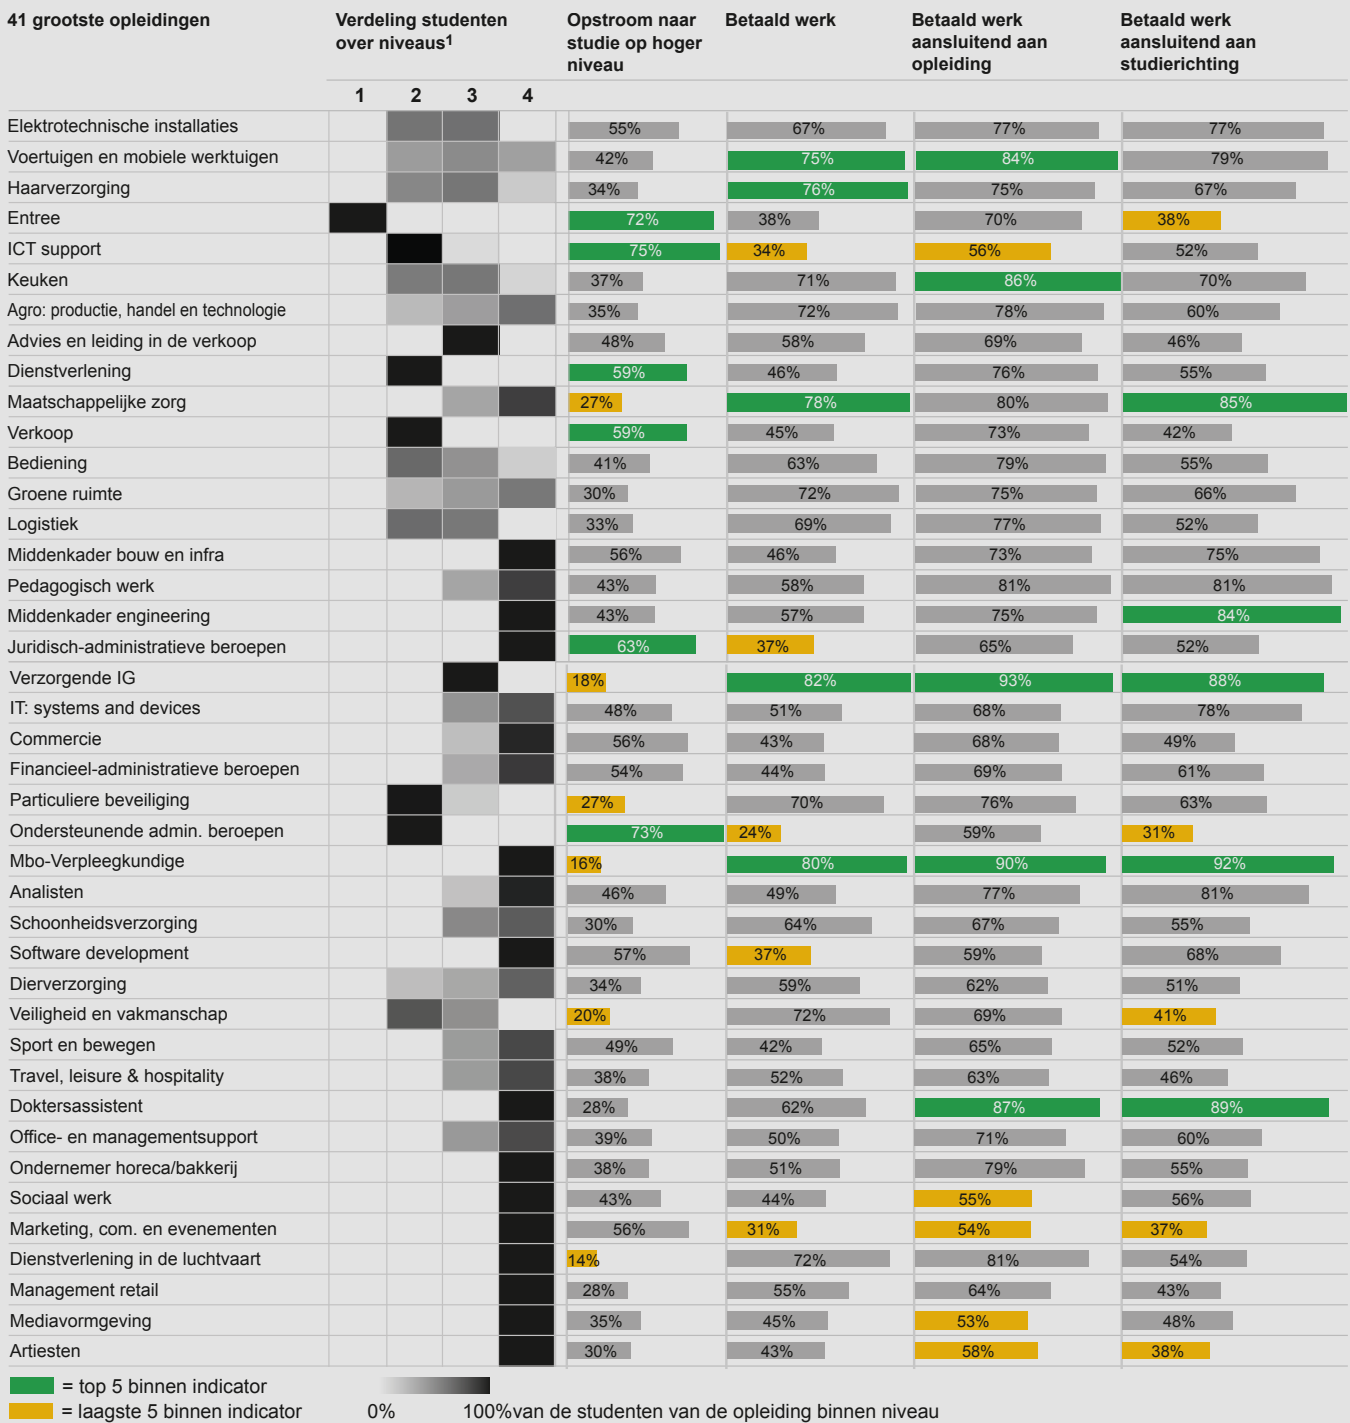 41 grootste opleidingen Verdeling studenten over niveaus1 Opstroom naar studie op hoger niveau Betaald werk Betaald werk aansluitend aan opleiding Betaald werk aansluitend aan studierichting
1 2 3 4
Elektrotechnische installaties 55% 67% 77% 77%
Voertuigen en mobiele werktuigen 42% 75% 84% 79%
Haarverzorging 34% 76% 75% 67%
Entree 72% 38% 70% 38%
ICT support 75% 34% 56% 52%
Keuken 37% 71% 86% 70%
Agro: productie, handel en technologie 35% 72% 78% 60%
Advies en leiding in de verkoop 48% 58% 69% 46%
Dienstverlening 59% 46% 76% 55%
Maatschappelijke zorg 27% 78% 80% 85%
Verkoop 59% 45% 73% 42%
Bediening 41% 63% 79% 55%
Groene ruimte 30% 72% 75% 66%
Logistiek 33% 69% 77% 52%
Middenkader bouw en infra 56% 46% 73% 75%
Pedagogisch werk 43% 58% 81% 81%
Middenkader engineering 43% 57% 75% 84%
Juridisch-administratieve beroepen 63% 37% 65% 52%
Verzorgende IG 18% 82% 93% 88%
IT: systems and devices 48% 51% 68% 78%
Commercie 56% 43% 68% 49%
Financieel-administratieve beroepen 54% 44% 69% 61%
Particuliere beveiliging 27% 70% 76% 63%
Ondersteunende admin. beroepen 73% 24% 59% 31%
Mbo-Verpleegkundige 16% 80% 90% 92%
Analisten 46% 49% 77% 81%
Schoonheidsverzorging 30% 64% 67% 55%
Software development 57% 37% 59% 68%
Dierverzorging 34% 59% 62% 51%
Veiligheid en vakmanschap 20% 72% 69% 41%
Sport en bewegen 49% 42% 65% 52%
Travel, leisure & hospitality 38% 52% 63% 46%
Doktersassistent 28% 62% 87% 89%
Office- en managementsupport 39% 50% 71% 60%
Ondernemer horeca/bakkerij 38% 51% 79% 55%
Sociaal werk 43% 44% 55% 56%
Marketing, com. en evenementen 56% 31% 54% 37%
Dienstverlening in de luchtvaart 14% 72% 81% 54%
Management retail 28% 55% 64% 43%
Mediavormgeving 35% 45% 53% 48%
Artiesten 30% 43% 58% 38%
= top 5 binnen indicator
= laagste 5 binnen indicator 0% 100%van de studenten van de opleiding binnen niveau